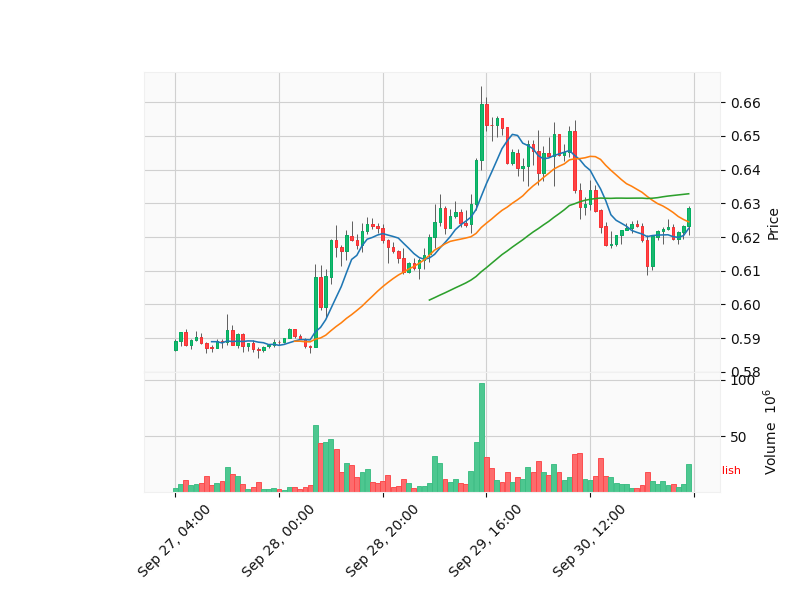 0.66
0.65
0.64
0.63
0.62
0.61
0.60
0.59
0.58
Price
100
50
Volume 10^6
lish
Sep 27, 04:00
Sep 28, 00:00
Sep 28, 20:00
Sep 29, 16:00
Sep 30, 12:00